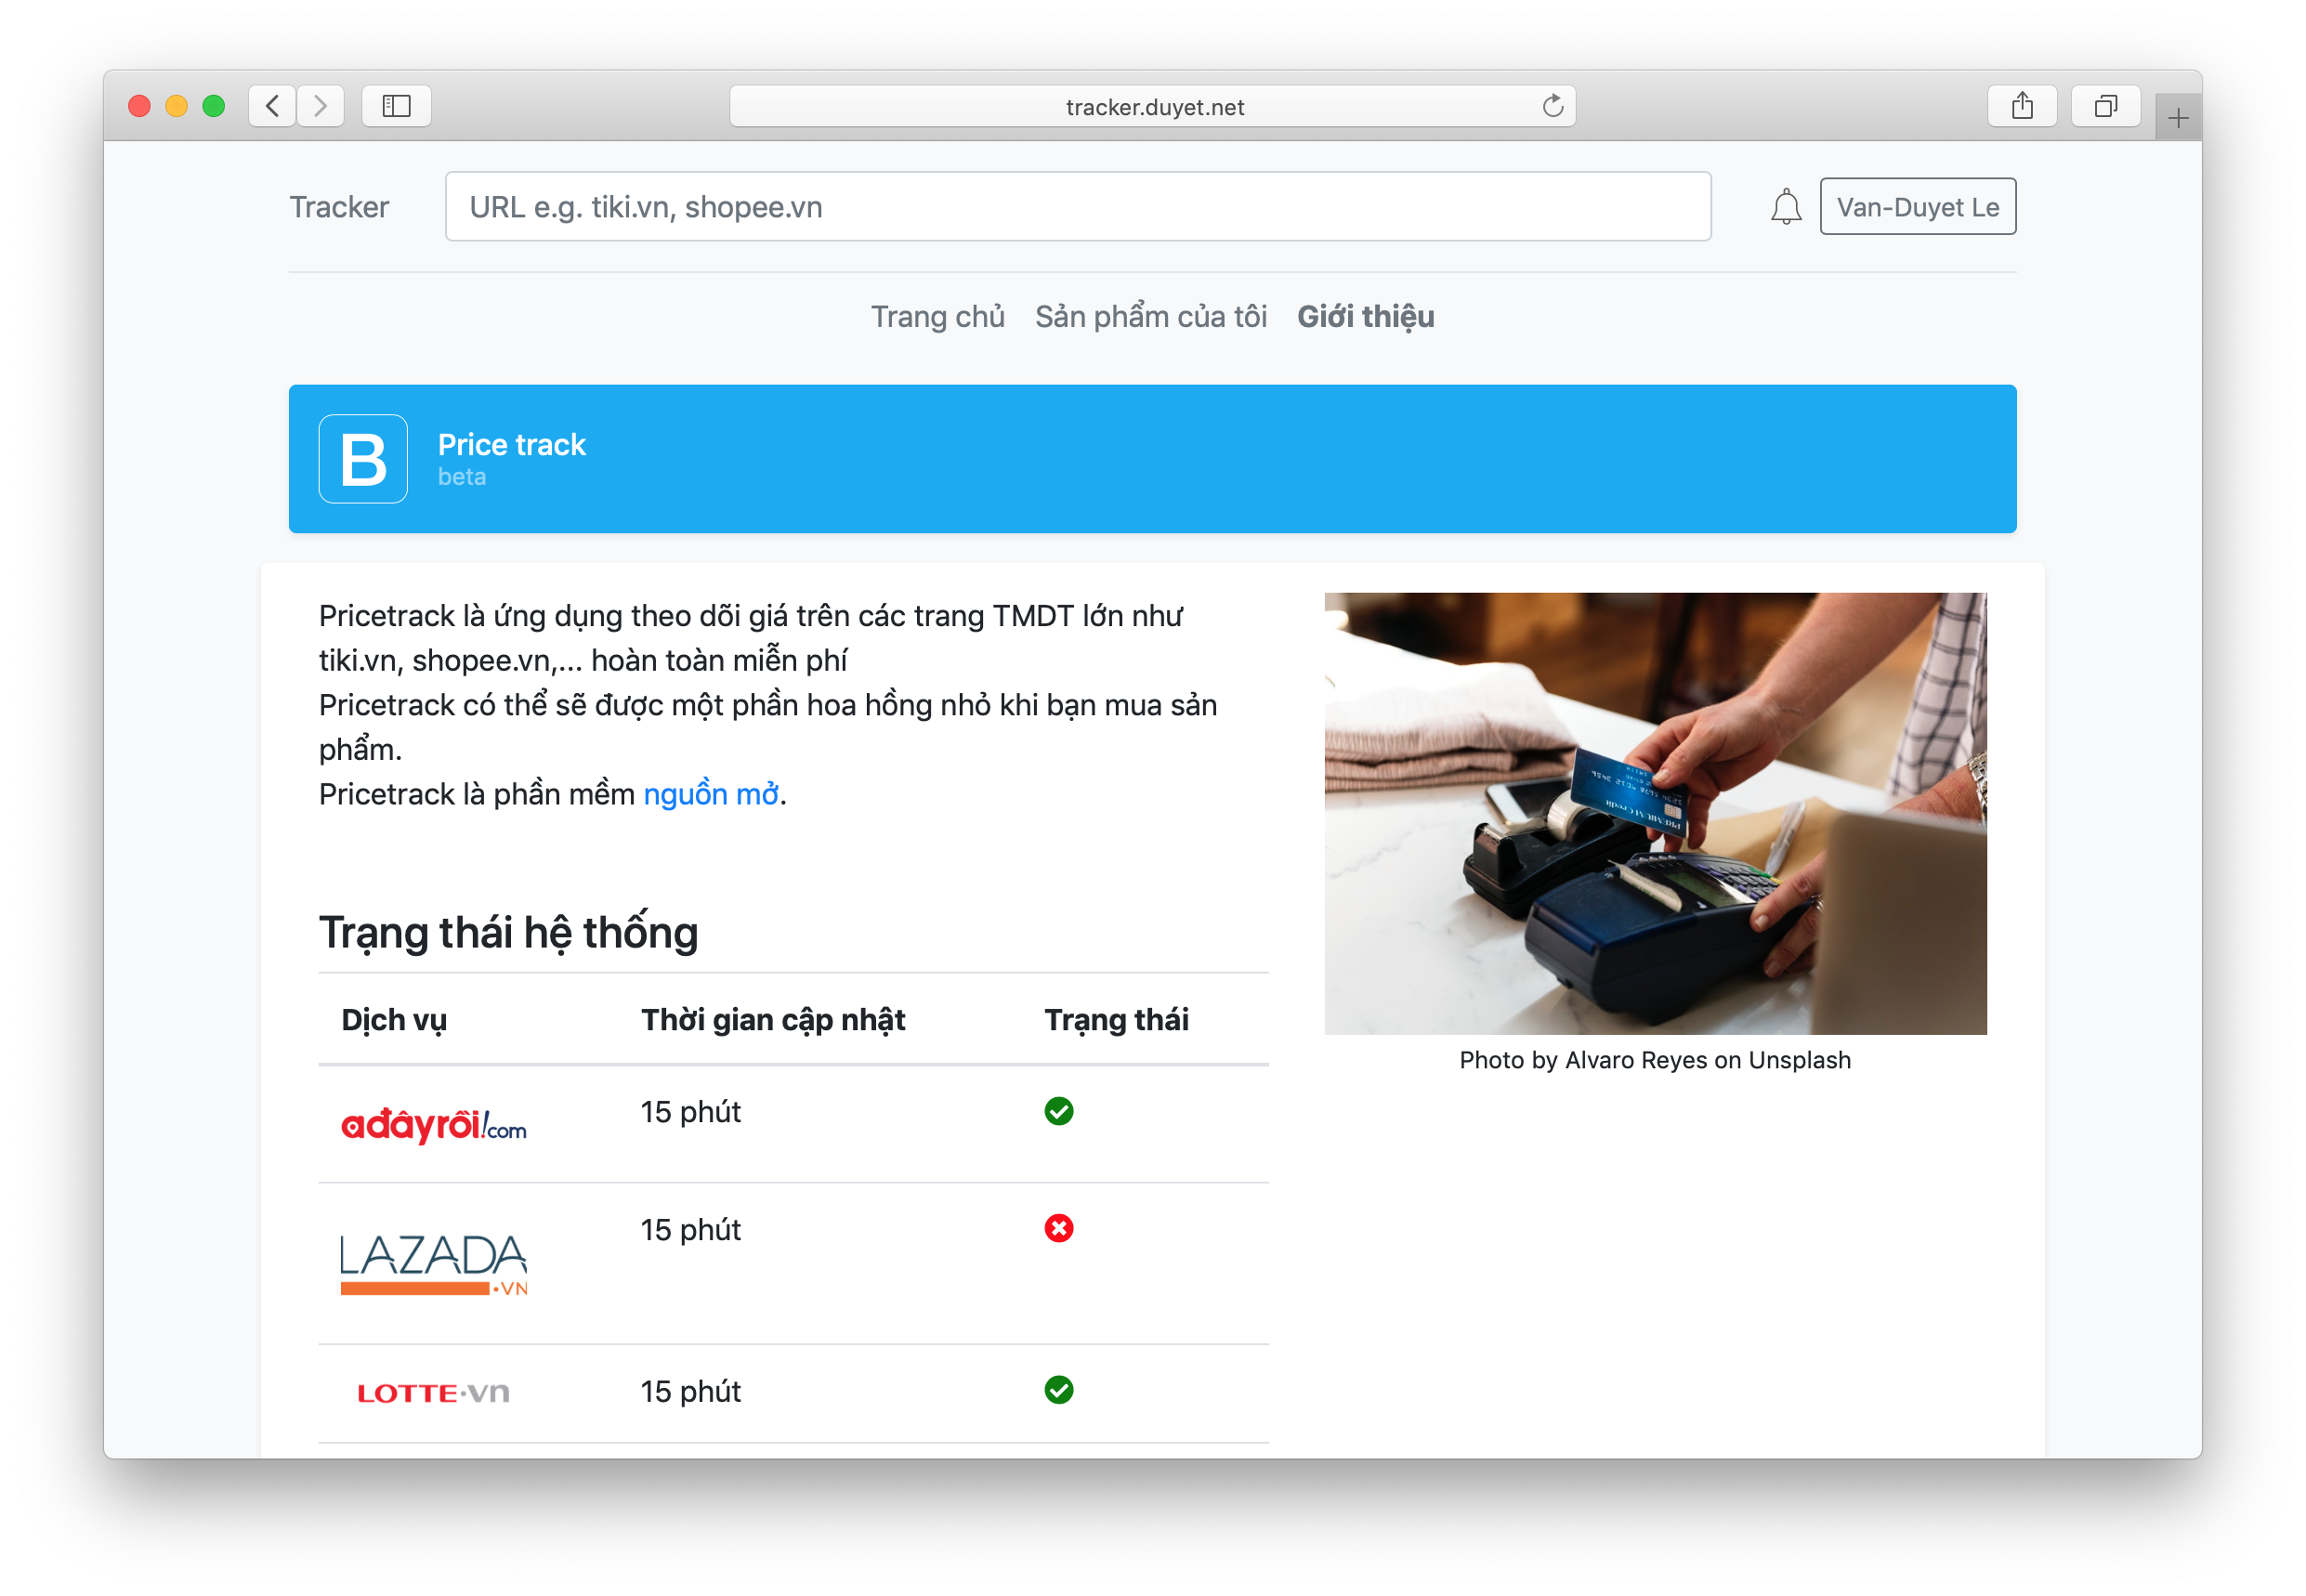 tracker.duyet.net
Tracker
URL e.g. tiki.vn, shopee.vn
Van-Duyet Le
Trang chủ Sản phẩm của tôi Giới thiệu
B
Price track
beta
Pricetrack là ứng dụng theo dõi giá trên các trang TMDT lớn như
tiki.vn, shopee.vn,... hoàn toàn miễn phí
Pricetrack có thể sẽ được một phần hoa hồng nhỏ khi bạn mua sản
phẩm.
Pricetrack là phần mềm nguồn mở.
PREMIUM Credit
Photo by Alvaro Reyes on Unsplash
Trạng thái hệ thống
Dịch vụ Thời gian cập nhật Trạng thái
ađâyrồi!.com 15 phút
LAZADA 15 phút
.VN
LOTTE.vn 15 phút